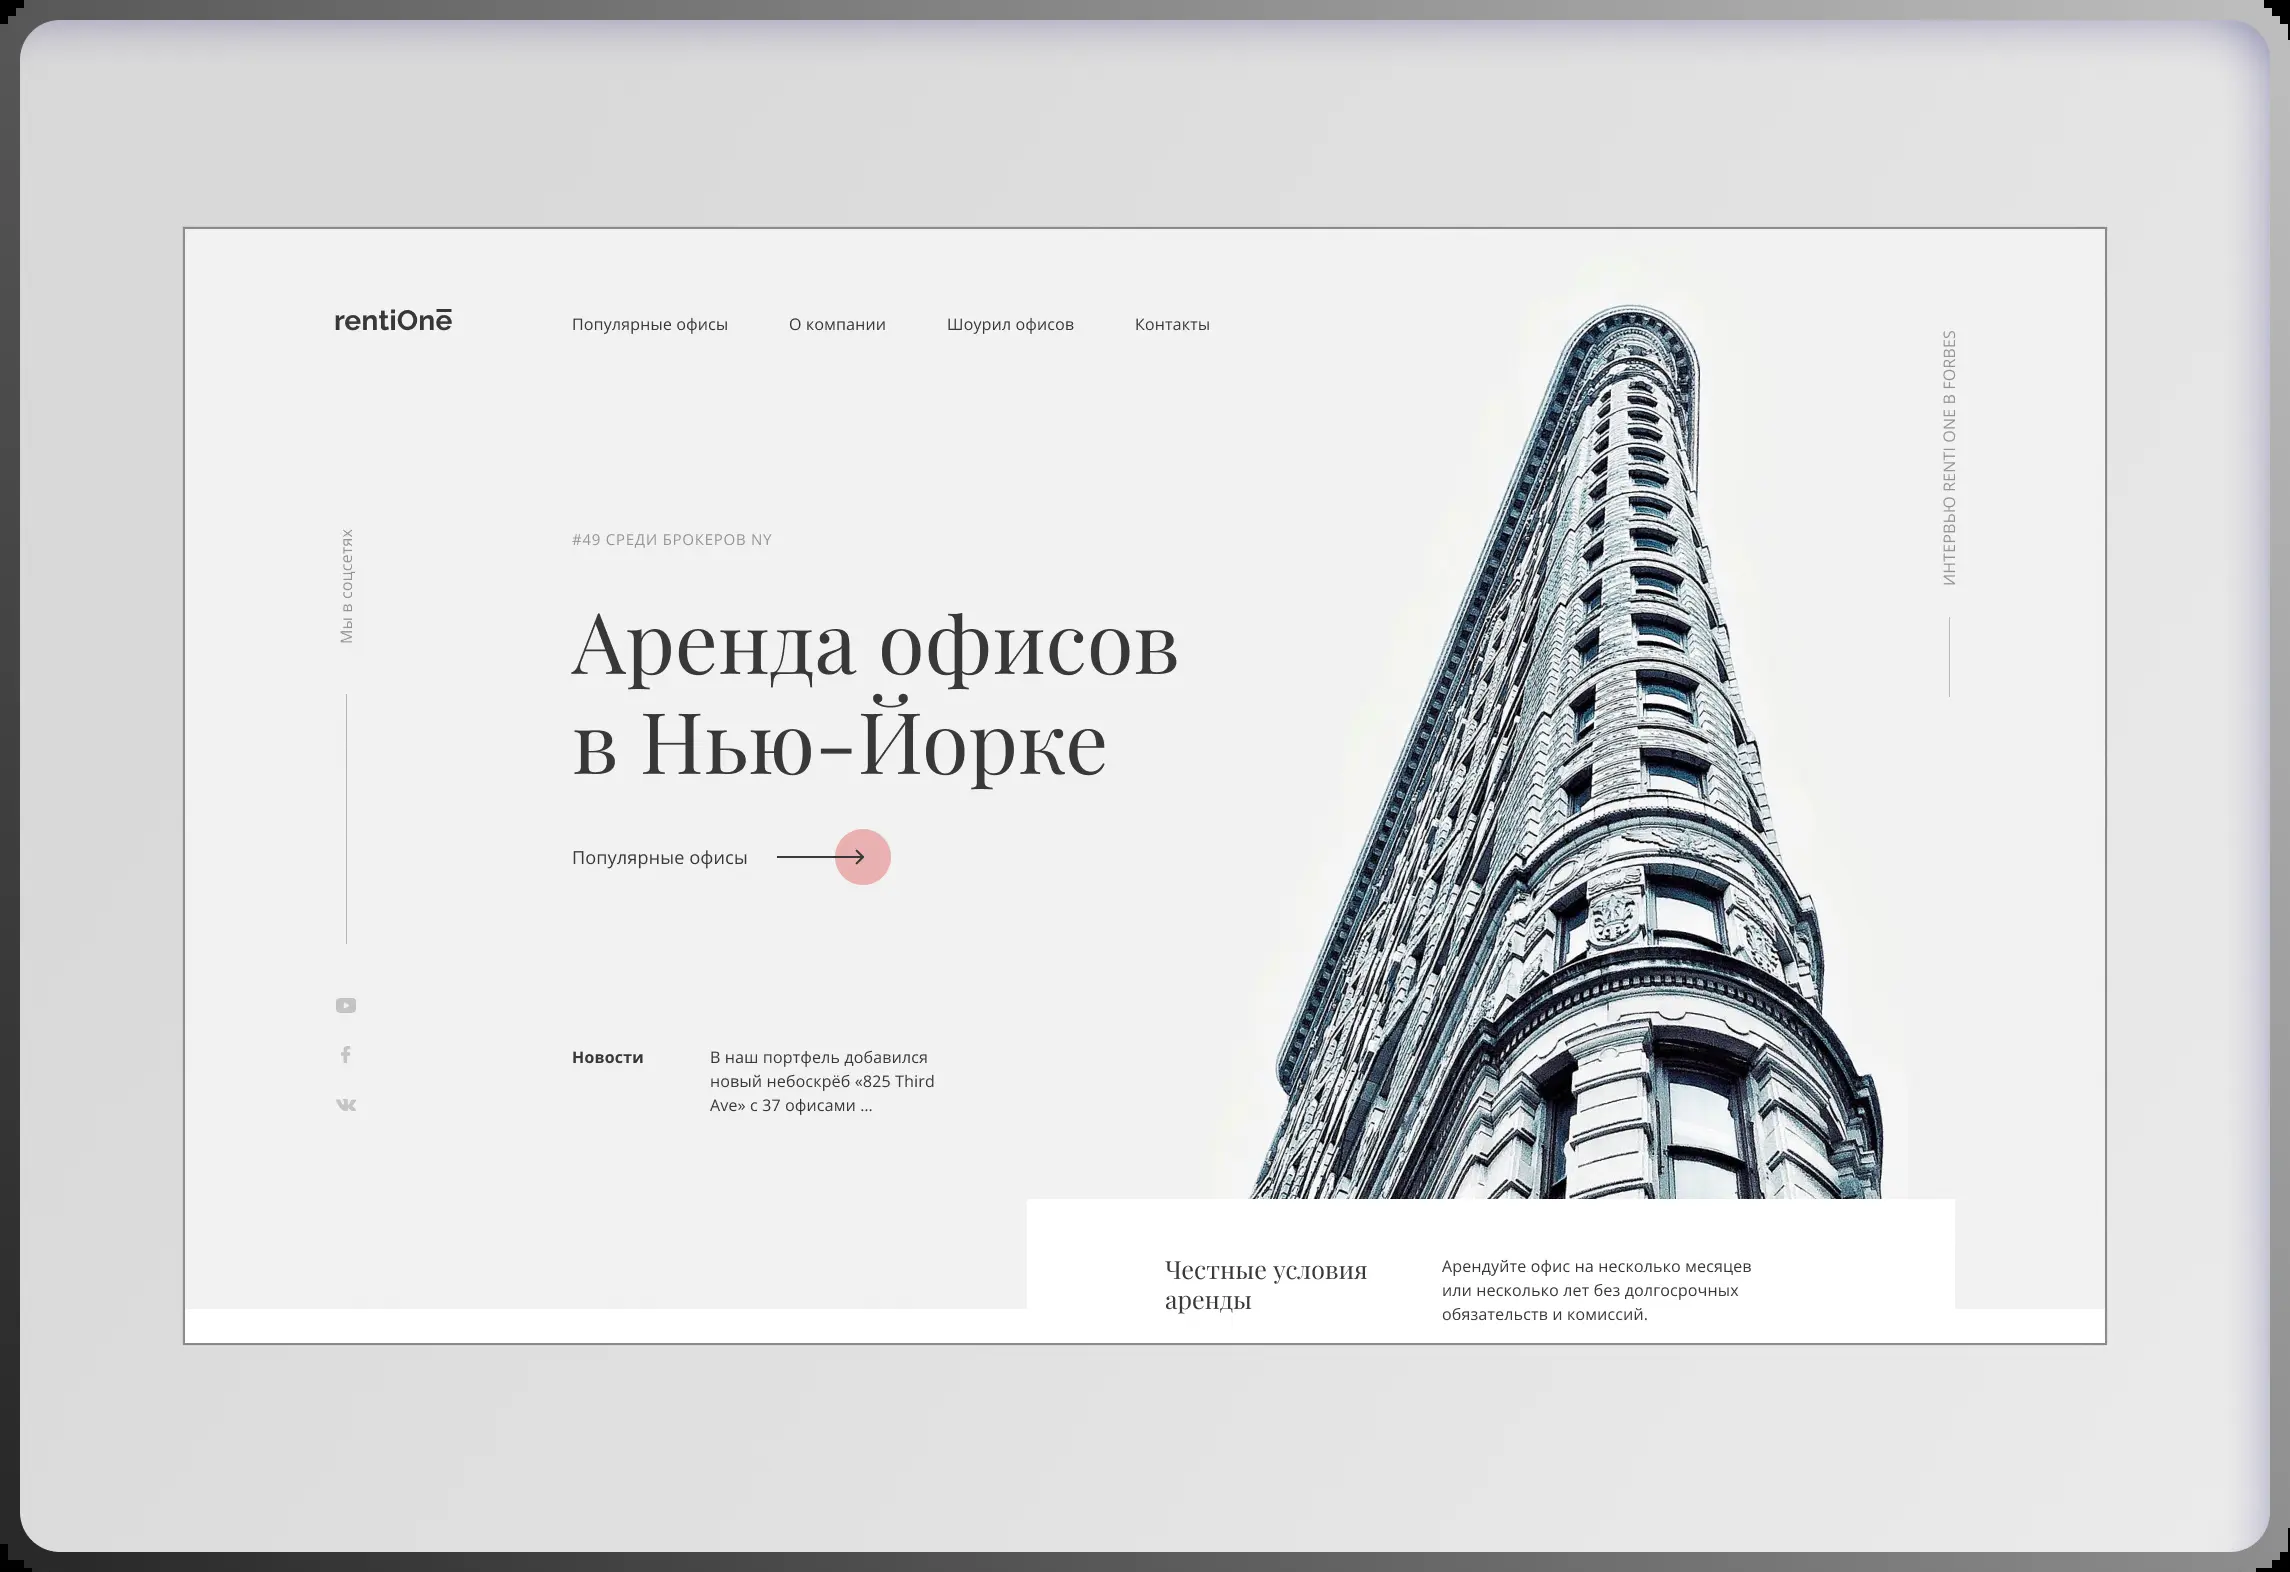 rentiOnē
Популярные офисы
О компании
Шоурил офисов
Контакты
ИНТЕРВЬЮ RENTI ONE В FORBES
Мы в соцсетях
#49 СРЕДИ БРОКЕРОВ NY
Аренда офисов
в Нью-Йорке
Популярные офисы
Новости
В наш портфель добавился
новый небоскрёб «825 Third
Ave» с 37 офисами ...
Честные условия
аренды
Арендуйте офис на несколько месяцев
или несколько лет без долгосрочных
обязательств и комиссий.